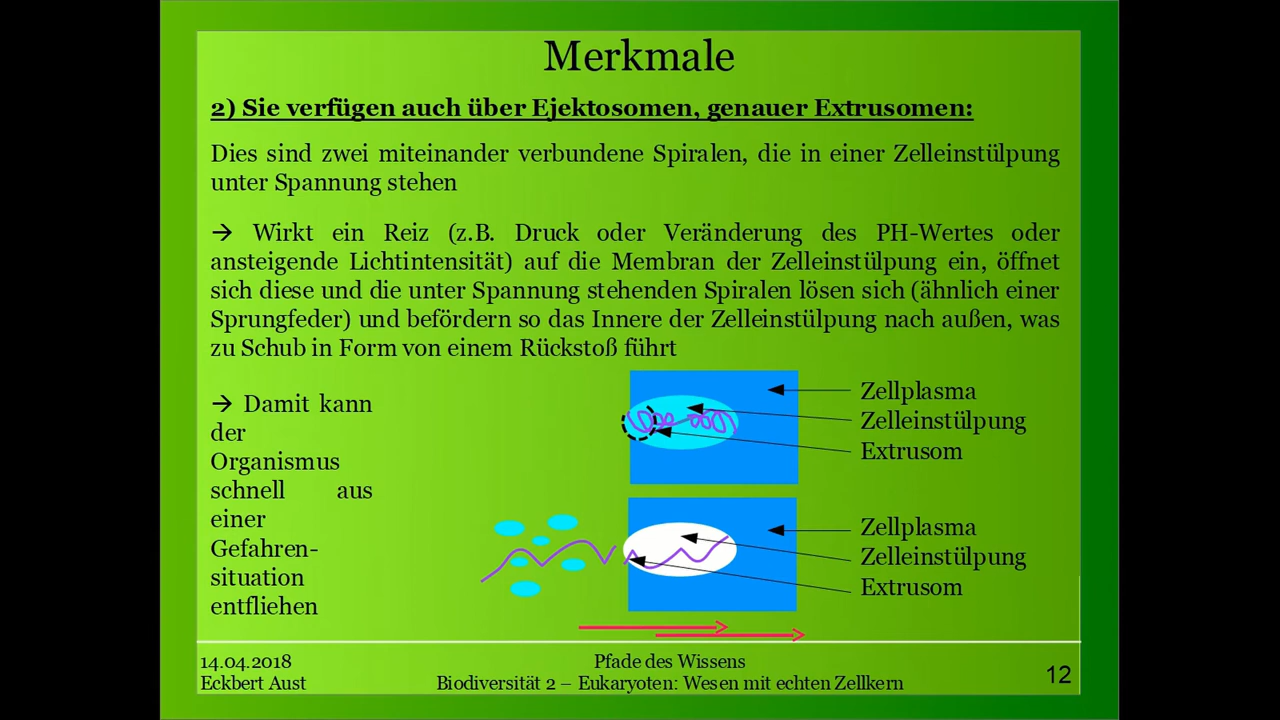 Merkmale
2) Sie verfügen auch über Ejektosomen, genauer Extrusomen:
Dies sind zwei miteinander verbundene Spiralen, die in einer Zelleinstülpung
unter Spannung stehen
→ Wirkt ein Reiz (z.B. Druck oder Veränderung des PH-Wertes oder
ansteigende Lichtintensität) auf die Membran der Zelleinstülpung ein, öffnet
sich diese und die unter Spannung stehenden Spiralen lösen sich (ähnlich einer
Sprungfeder) und befördern so das Innere der Zelleinstülpung nach außen, was
zu Schub in Form von einem Rückstoß führt
→ Damit kann
der
Organismus
schnell aus
einer
Gefahren-
situation
entfliehen
Zellplasma
Zelleinstülpung
Extrusom
Zellplasma
Zelleinstülpung
Extrusom
14.04.2018
Eckbert Aust
Pfade des Wissens
Biodiversität 2 – Eukaryoten: Wesen mit echten Zellkern
12